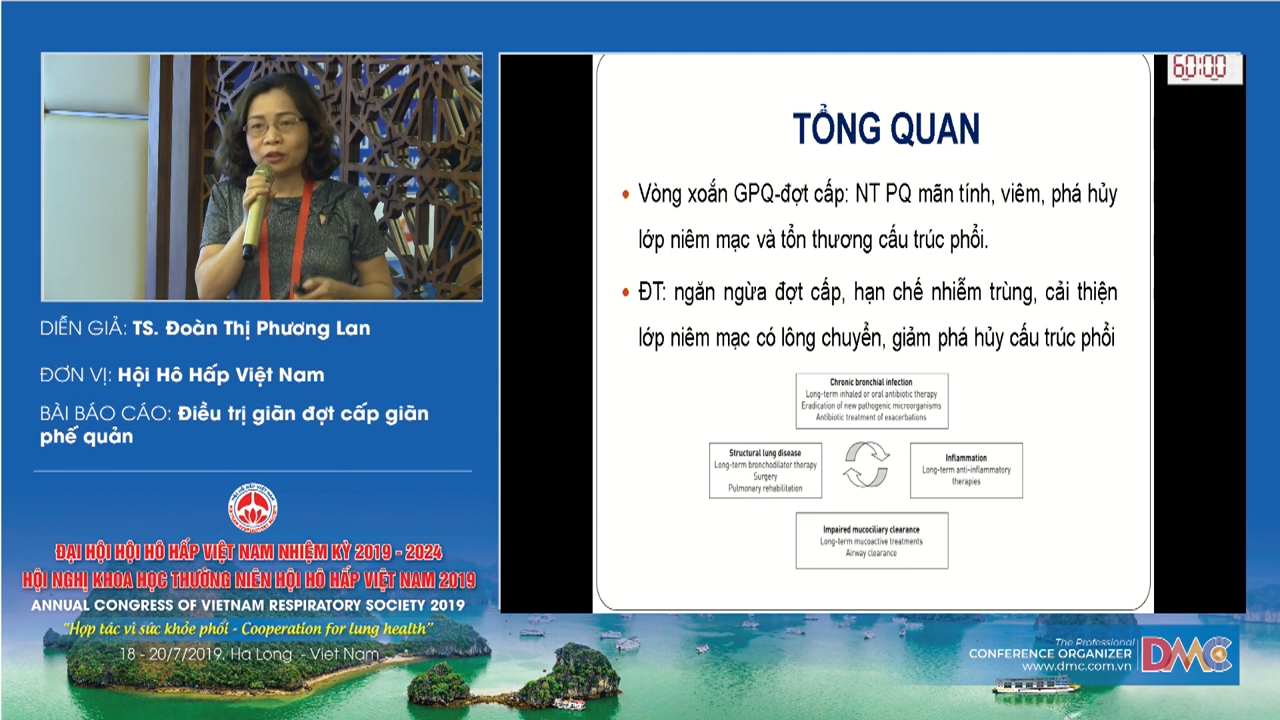 DIỄN GIẢ: TS. Đoàn Thị Phương Lan
ĐƠN VỊ: Hội Hô Hấp Việt Nam
BÀI BÁO CÁO: Điều trị giãn đợt cấp giãn
phế quản
ĐẠI HỘI HỘI HÔ HẤP VIỆT NAM NHIỆM KỲ 2019 - 2024
HỘI NGHỊ KHOA HỌC THƯỜNG NIÊN HỘI HÔ HẤP VIỆT NAM 2019
ANNUAL CONGRESS OF VIETNAM RESPIRATORY SOCIETY 2019
"Hợp tác vì sức khỏe phổi - Cooperation for lung health"
18 - 20/7/2019. Ha Long - Viet Nam
60:00
TỔNG QUAN
• Vòng xoắn GPQ-đợt cấp: NT PQ mãn tính, viêm, phá hủy
lớp niêm mạc và tổn thương cấu trúc phổi.
• ĐT: ngăn ngừa đợt cấp, hạn chế nhiễm trùng, cải thiện
lớp niêm mạc có lông chuyển, giảm phá hủy cấu trúc phổi
Chronic bronchial infection
Long-term inhaled or oral antibiotic therapy
Eradication of new pathogenic microorganisms
Antibiotic treatment of exacerbations
Structural lung disease
Long-term bronchodilator therapy
Surgery
Pulmonary rehabilitation
Inflammation
Long-term anti-inflammatory
therapies
Impaired mucociliary clearance
Long-term mucoactive treatments
Airway clearance
The Professional
CONFERENCE ORGANIZER
www.dmc.com.vn
DMC